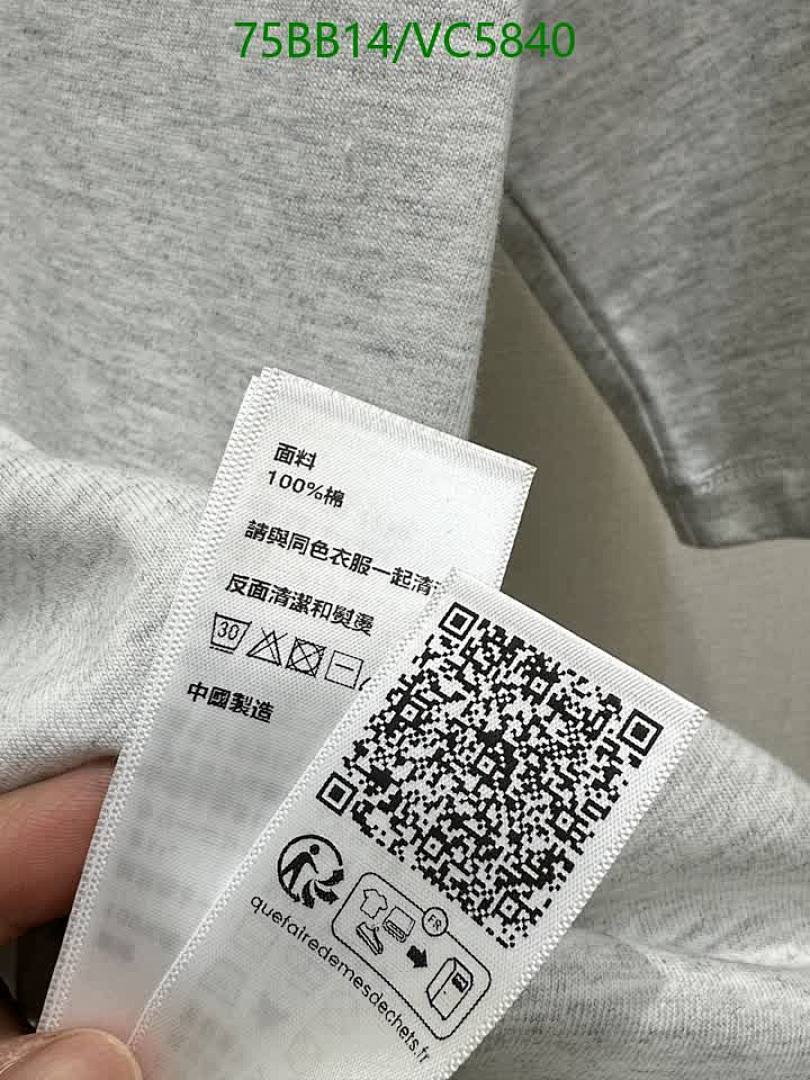 75BB14/VC5840
面料
100%棉
請與同色衣服一起清
反面清潔和熨燙
30
中國製造
FR
quefairedemesdechets.fr